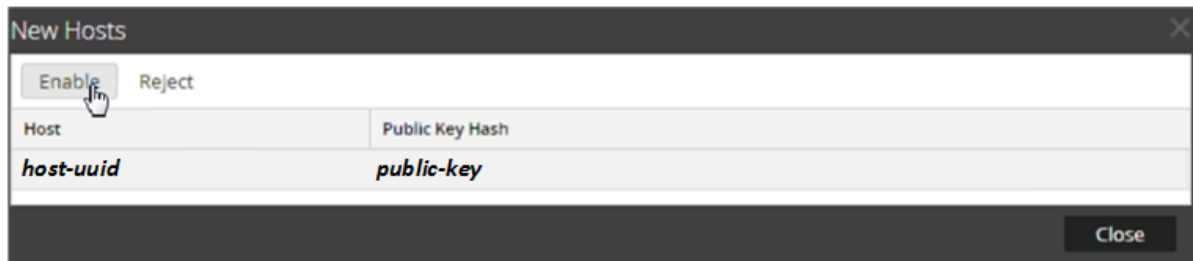 New Hosts
Enable Reject
Host Public Key Hash
host-uuid public-key
Close